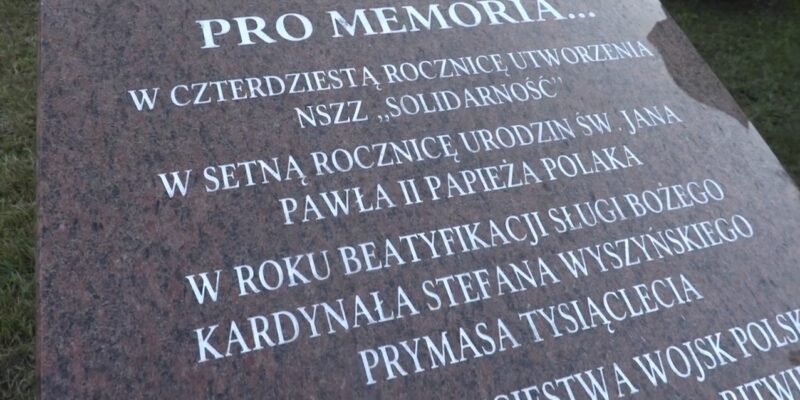 PRO MEMORIA...
W CZTERDZIESTĄ ROCZNICĘ UTWORZENIA
NSZZ „SOLIDARNOŚĆ”
W SETNĄ ROCZNICĘ URODZIN ŚW. JANA
PAWŁA II PAPIEŻA POLAKA
W ROKU BEATYFIKACJI SŁUGI BOŻEGO
KARDYNAŁA STEFANA WYSZYŃSKIEGO
PRYMASA TYSIĄCLECIA
WOJSK